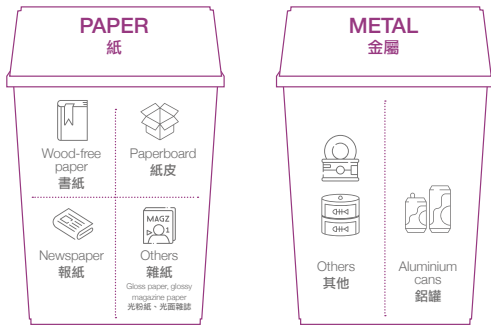 PAPER
紙
Wood-free
paper
書紙
Paperboard
紙皮
Newspaper
報紙
MAGZ
1
Others
雜紙
Gloss paper, glossy
magazine paper
光粉紙、光面雜誌
METAL
金屬
Others
其他
Aluminium
cans
鋁罐